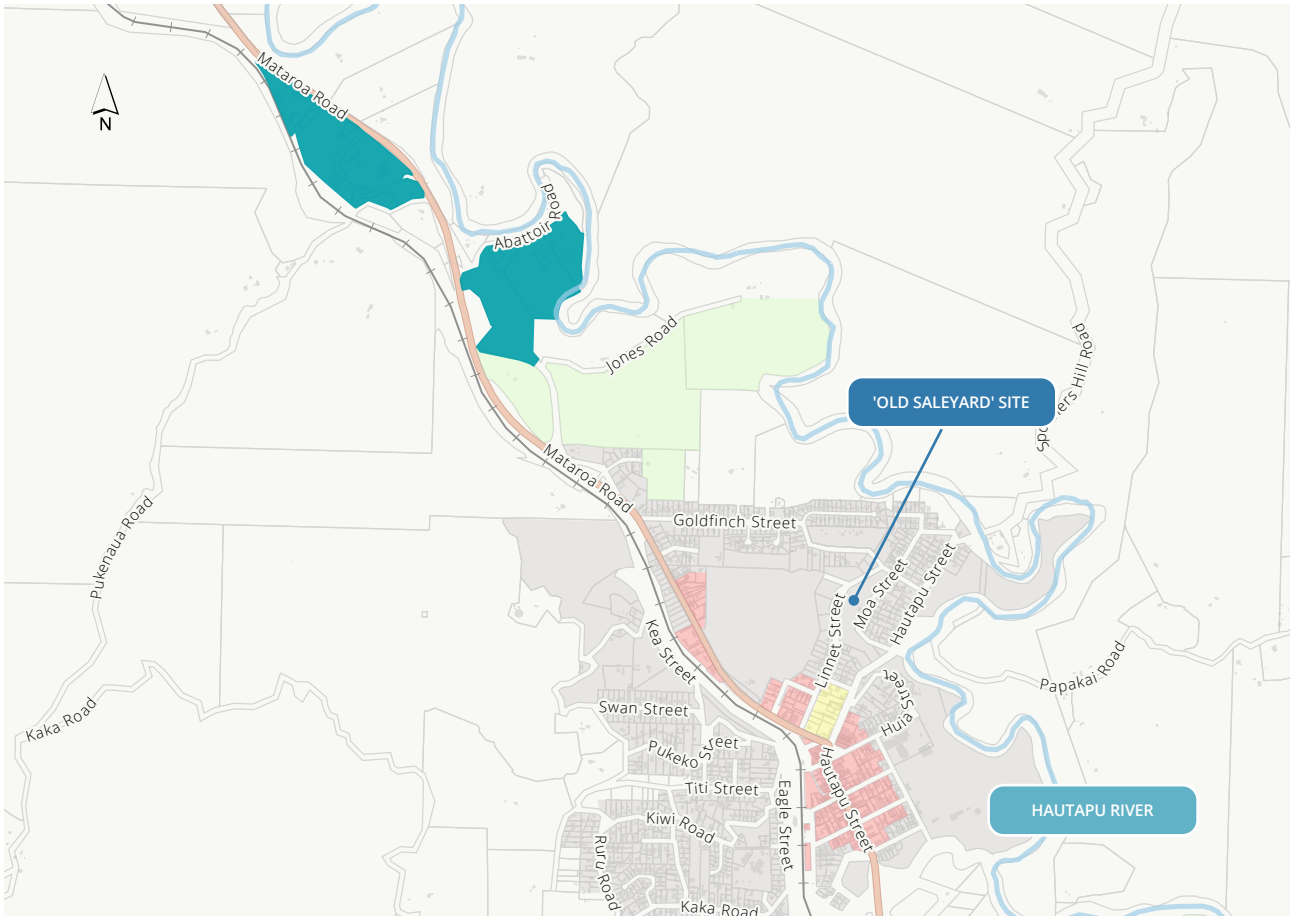 Mataroa Road
N
Abattoir Road
Jones Road
'OLD SALEYARD' SITE
Spooners Hill Road
Mataroa Road
Goldfinch Street
Pukenaua Road
Moa Street
Hautapu Street
Linnet Street
Kea Street
Papakai Road
Kaka Road
Swan Street
Huia Street
Pukeko Street
Hautapu Street
Titi Street
Eagle Street
HAUTAPU RIVER
Kiwi Road
Ruru Road
Kaka Road